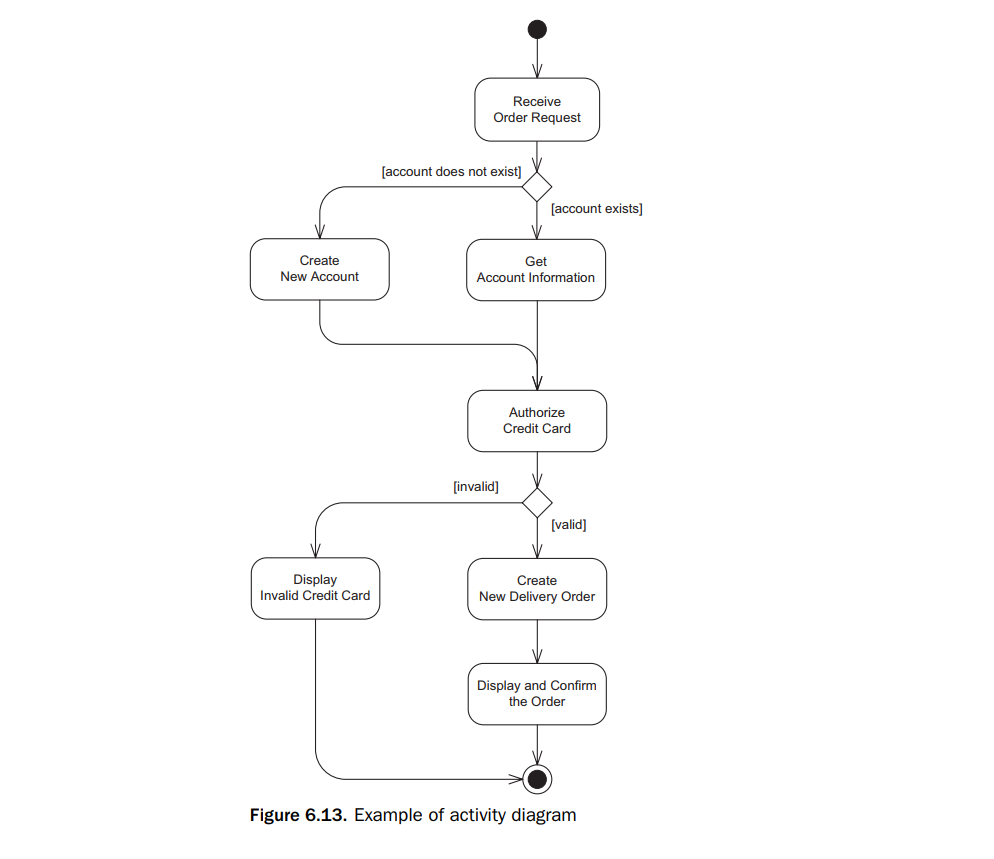 Receive
Order Request
[account does not exist]
[account exists]
Create
New Account
Get
Account Information
Authorize
Credit Card
[invalid]
[valid]
Display
Invalid Credit Card
Create
New Delivery Order
Display and Confirm
the Order
Figure 6.13. Example of activity diagram